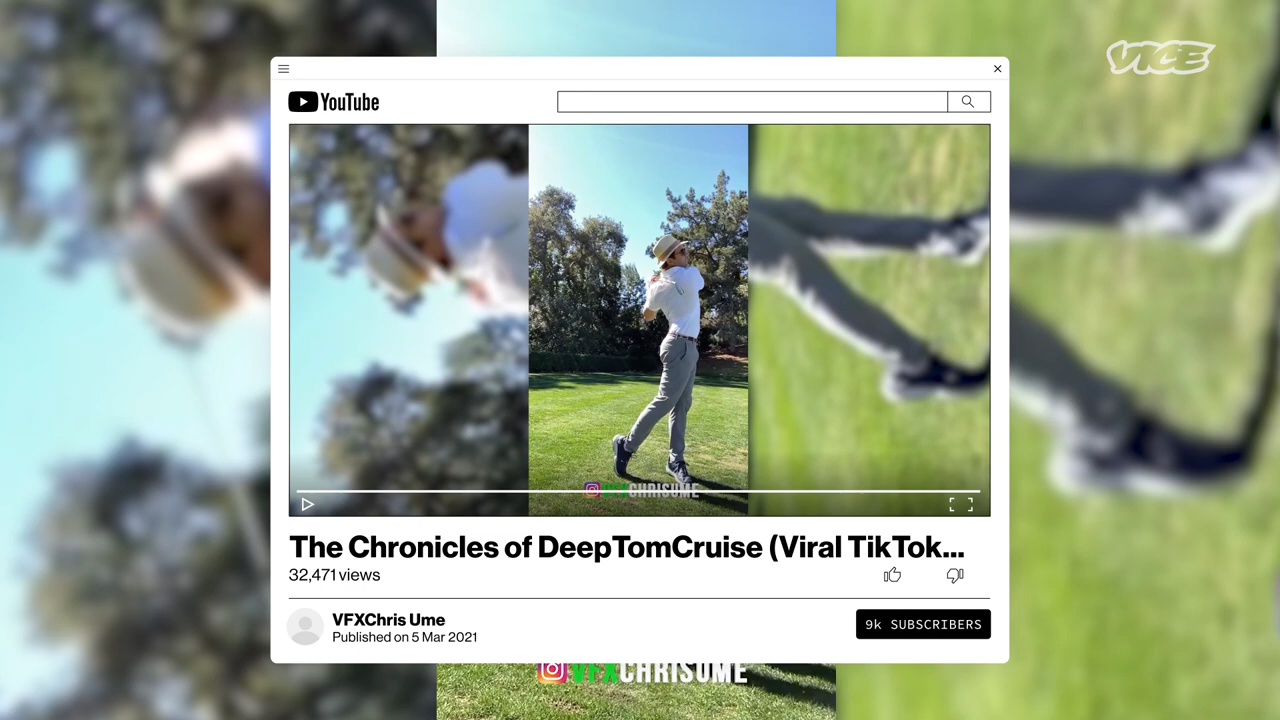 VICE
YouTube
VFXCHRISUME
The Chronicles of DeepTomCruise (Viral TikTok...
32,471 views
VFXChris Ume
Published on 5 Mar 2021
9k SUBSCRIBERS
VFXCHRISUME